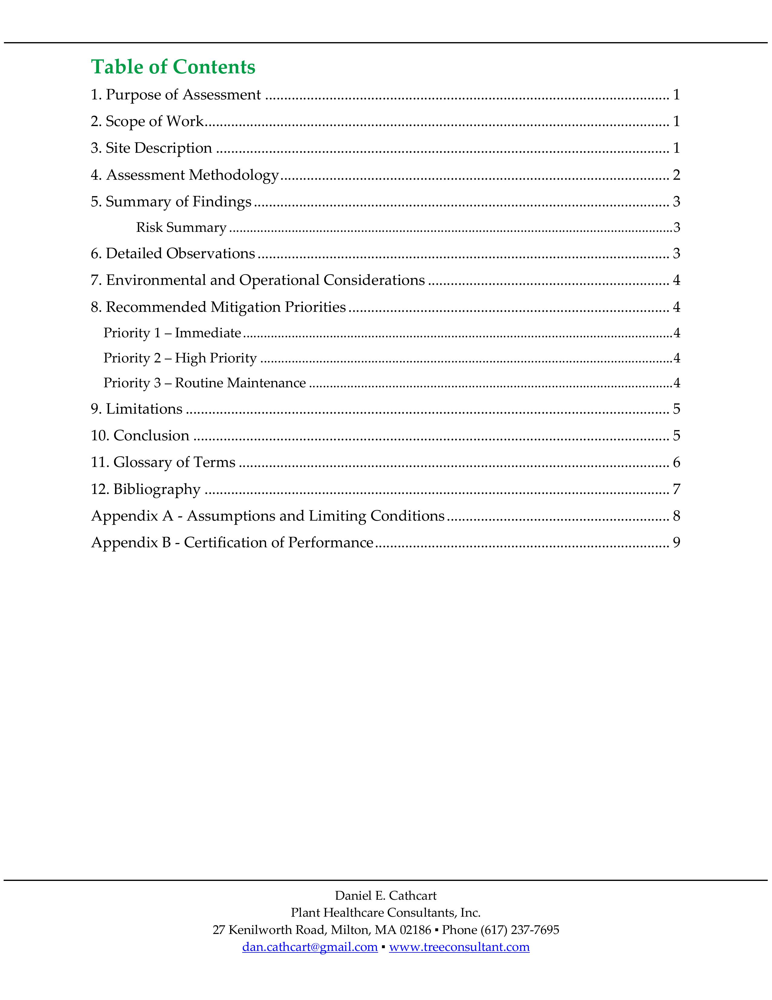 Table of Contents
1. Purpose of Assessment .......... 1
2. Scope of Work.......... 1
3. Site Description .......... 1
4. Assessment Methodology.......... 2
5. Summary of Findings .......... 3
Risk Summary ..........3
6. Detailed Observations .......... 3
7. Environmental and Operational Considerations .......... 4
8. Recommended Mitigation Priorities .......... 4
Priority 1 – Immediate ..........4
Priority 2 – High Priority ..........4
Priority 3 – Routine Maintenance ..........4
9. Limitations .......... 5
10. Conclusion .......... 5
11. Glossary of Terms .......... 6
12. Bibliography .......... 7
Appendix A - Assumptions and Limiting Conditions .......... 8
Appendix B - Certification of Performance.......... 9
Daniel E. Cathcart
Plant Healthcare Consultants, Inc.
27 Kenilworth Road, Milton, MA 02186 ▪ Phone (617) 237-7695
dan.cathcart@gmail.com ▪ www.treeconsultant.com